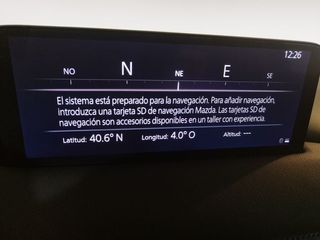 12:26
NO N NE E SE
El sistema está preparado para la navegación. Para añadir navegación,
introduzca una tarjeta SD de navegación Mazda. Las tarjetas SD de
navegación son accesorios disponibles en un taller con experiencia.
Latitud: 40.6° N Longitud: 4.0° O Altitud: ---